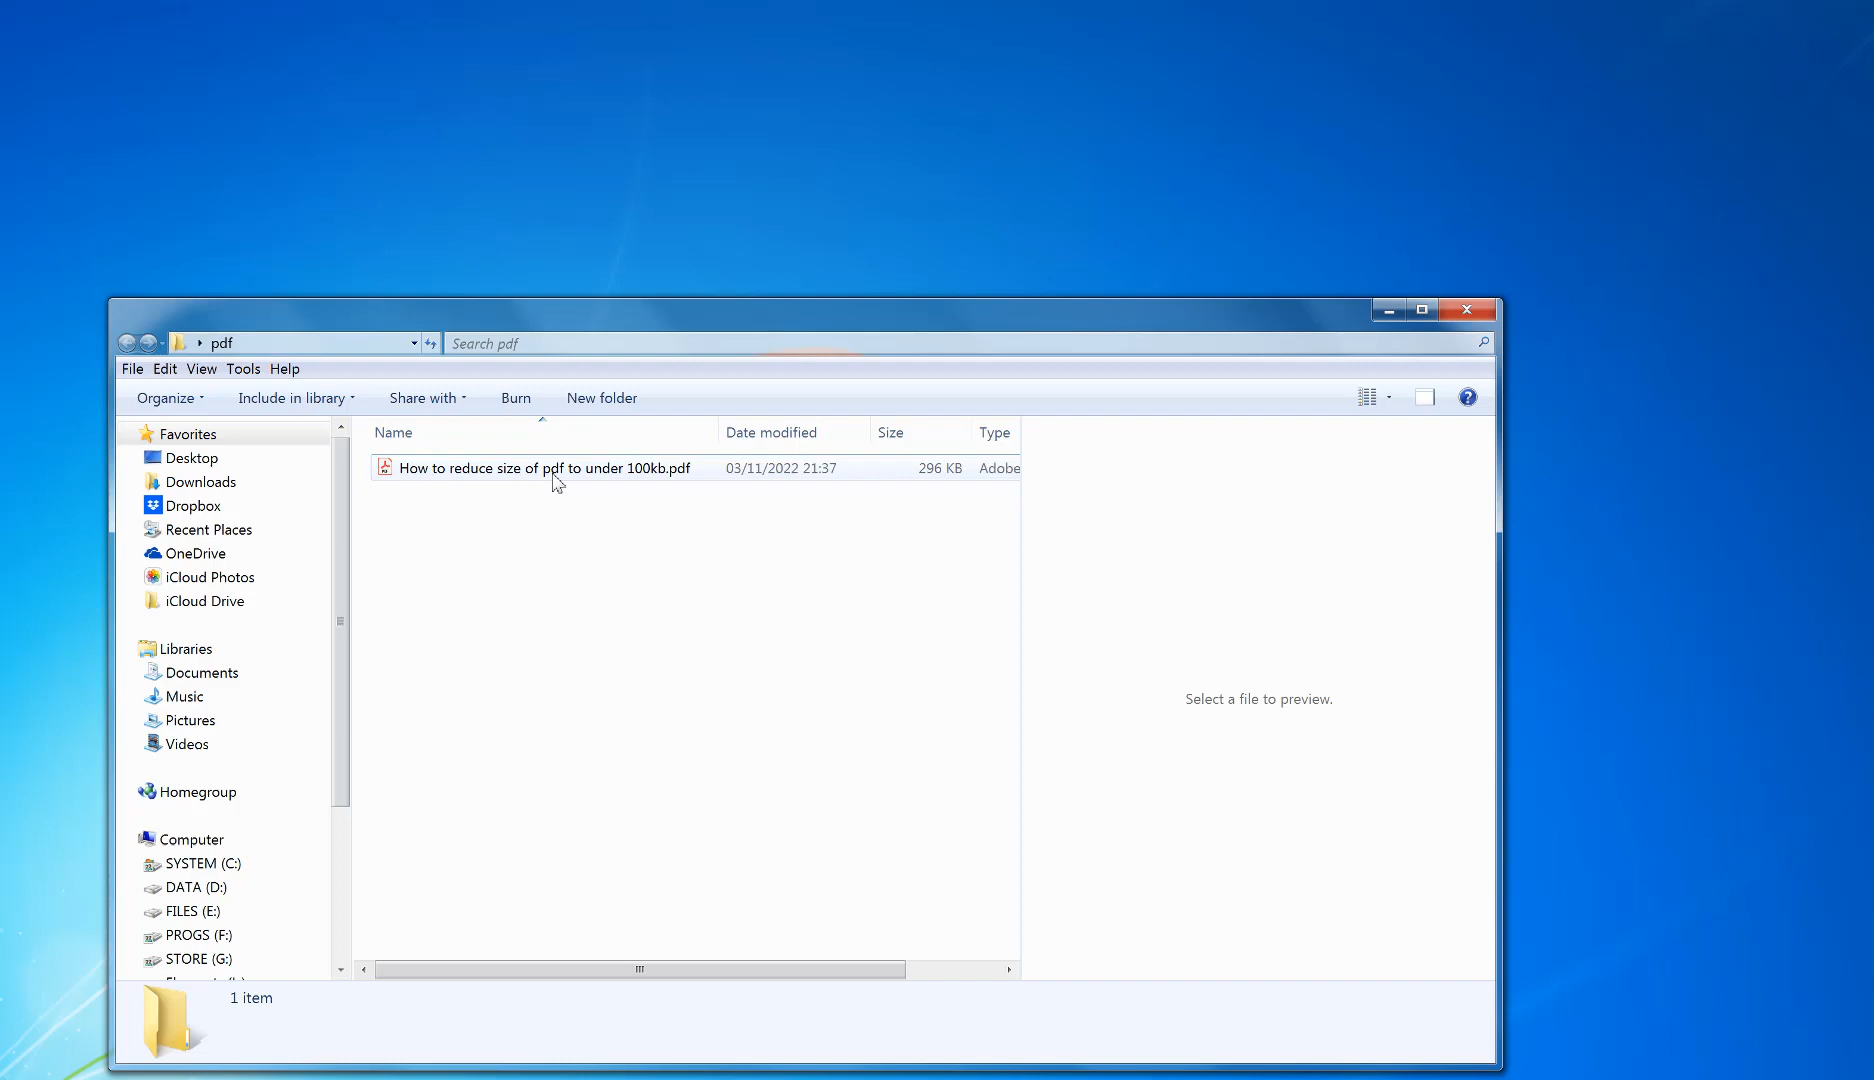 pdf
Search pdf
File Edit View Tools Help
Organize Include in library Share with Burn New folder
Name Date modified Size Type
How to reduce size of pdf to under 100kb.pdf 03/11/2022 21:37 296 KB Adobe
Favorites
Desktop
Downloads
Dropbox
Recent Places
OneDrive
iCloud Photos
iCloud Drive
Libraries
Documents
Music
Pictures
Videos
Homegroup
Computer
SYSTEM (C:)
DATA (D:)
FILES (E:)
PROGS (F:)
STORE (G:)
Select a file to preview.
1 item